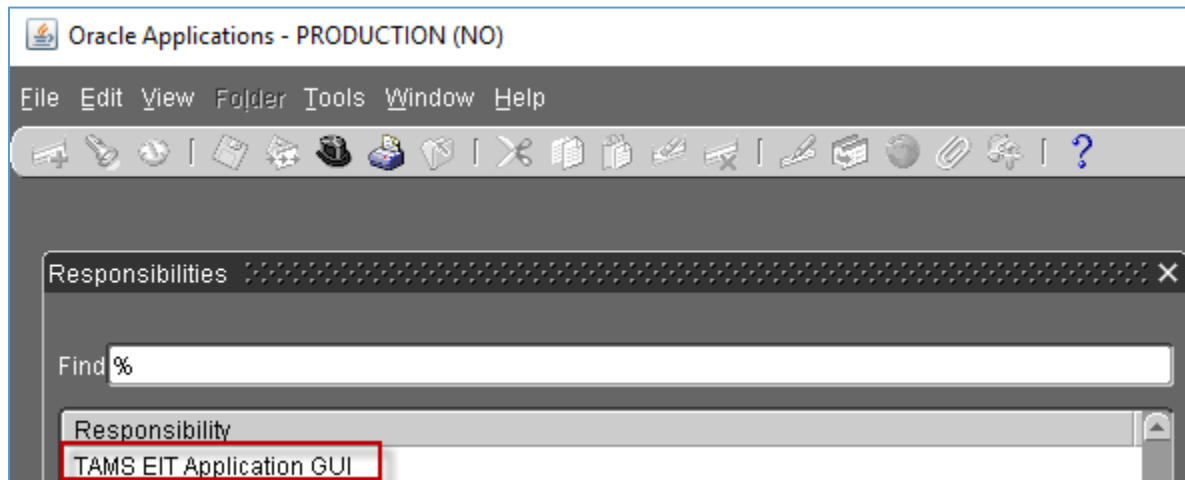 Oracle Applications - PRODUCTION (NO)
File Edit View Folder Tools Window Help
?
Responsibilities
Find %
Responsibility
TAMS EIT Application GUI